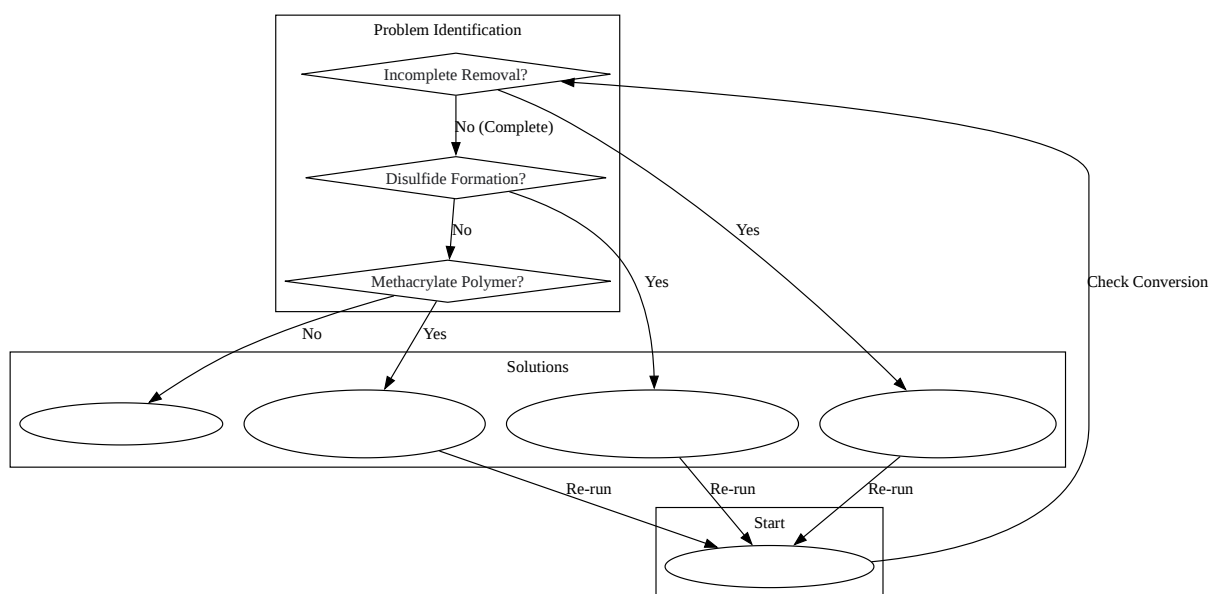 Problem Identification
Incomplete Removal?
No (Complete)
Disulfide Formation?
No
Yes
Methacrylate Polymer?
Yes
Check Conversion
No
Yes
Solutions
Re-run
Re-run
Re-run
Start